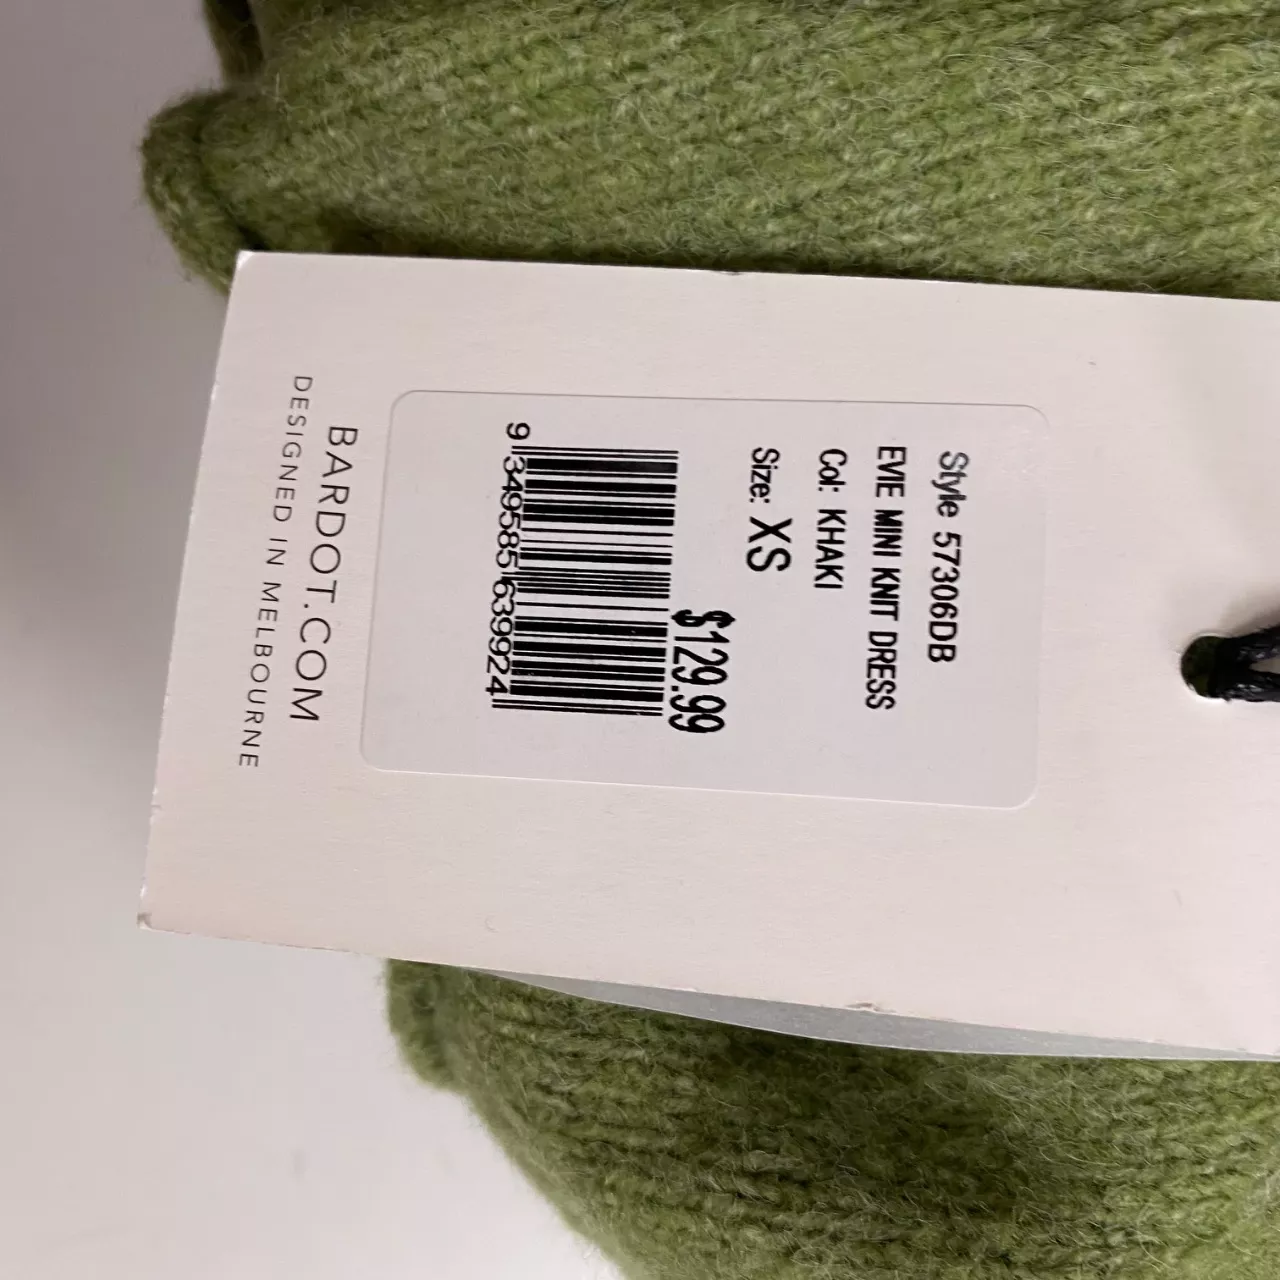 Style 57306DB
EVIE MINI KNIT DRESS
Col: KHAKI
Size: XS
$129.99
9 349585 639924
BARDOT.COM
DESIGNED IN MELBOURNE